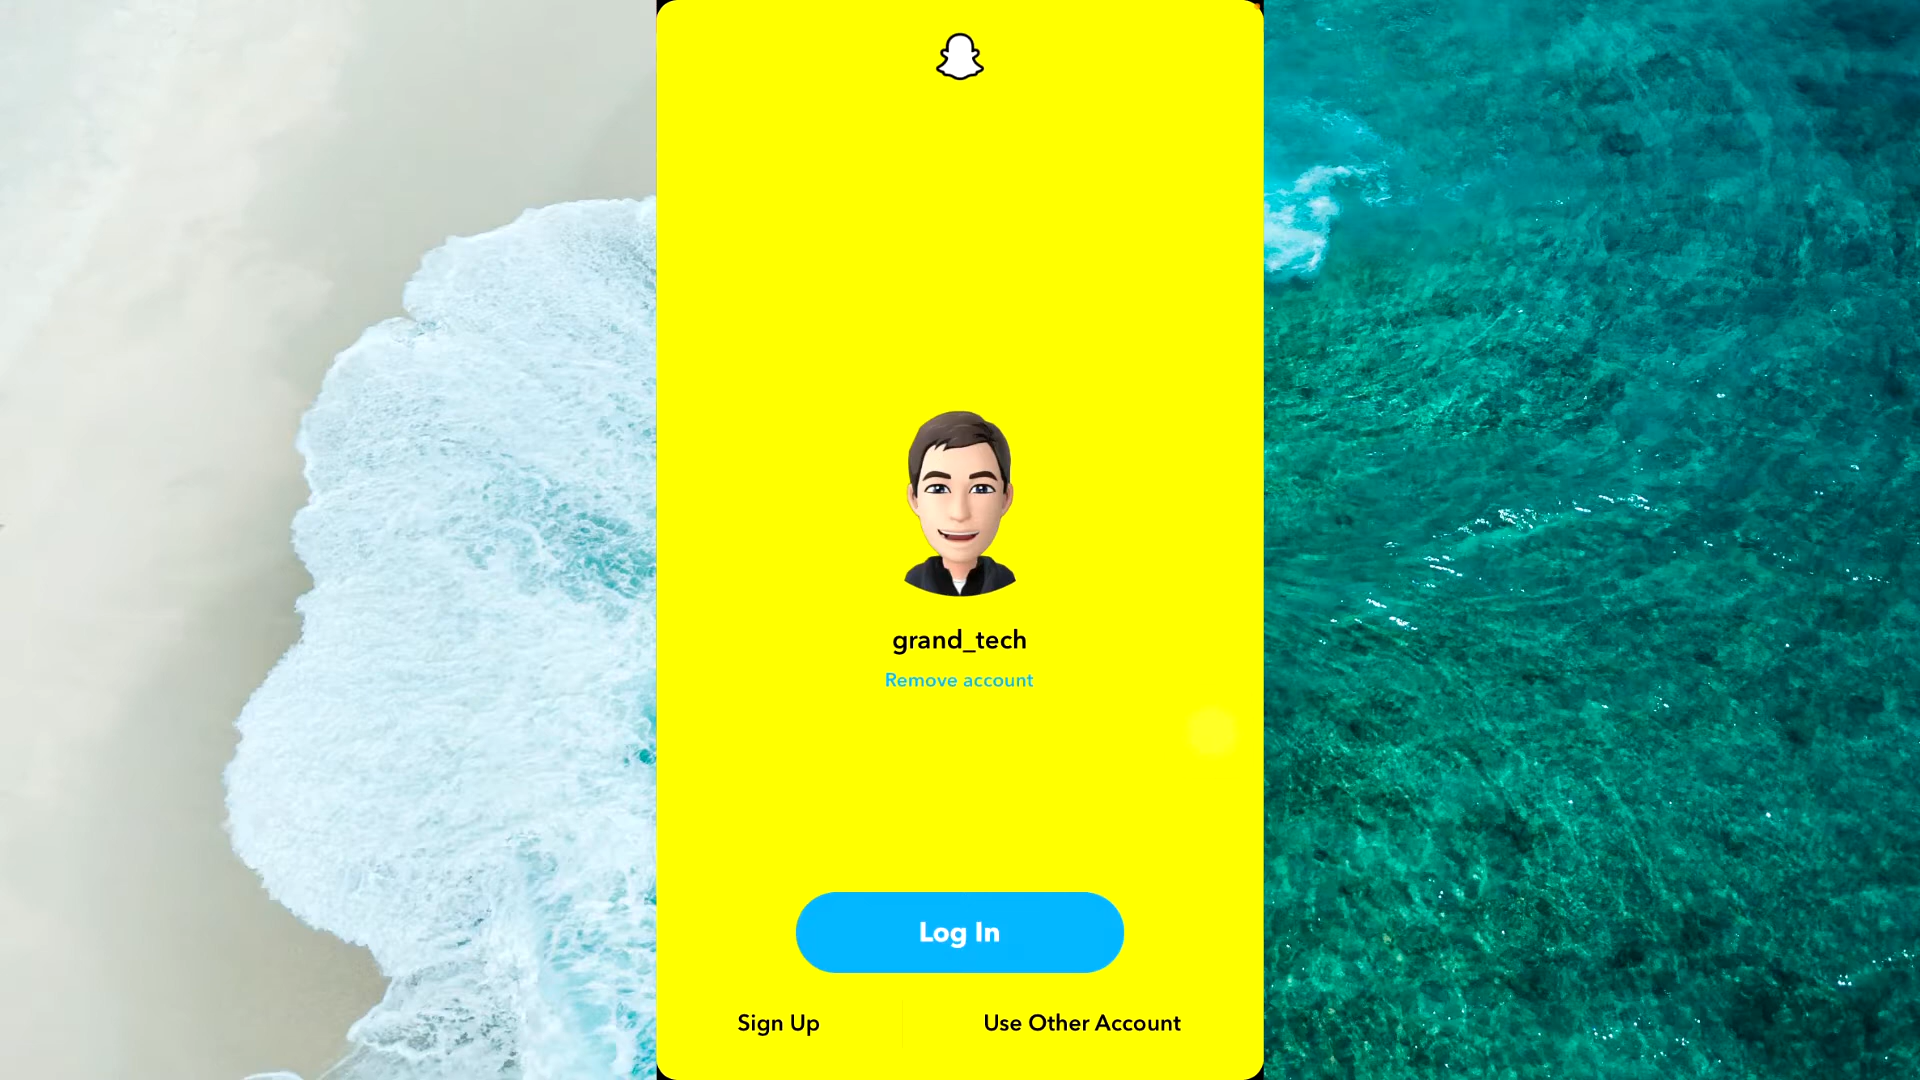 grand_tech
Remove account
Log In
Sign Up
Use Other Account